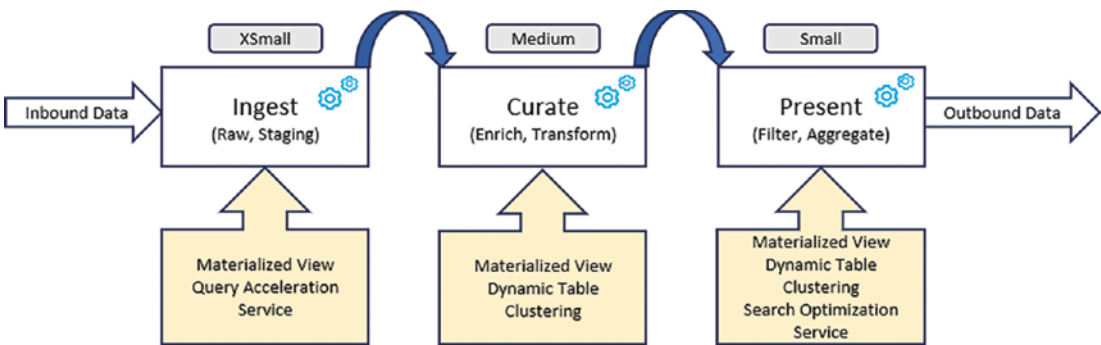 XSmall
Medium
Small
Inbound Data
Ingest
(Raw, Staging)
Curate
(Enrich, Transform)
Present
(Filter, Aggregate)
Outbound Data
Materialized View
Query Acceleration
Service
Materialized View
Dynamic Table
Clustering
Materialized View
Dynamic Table
Clustering
Search Optimization
Service